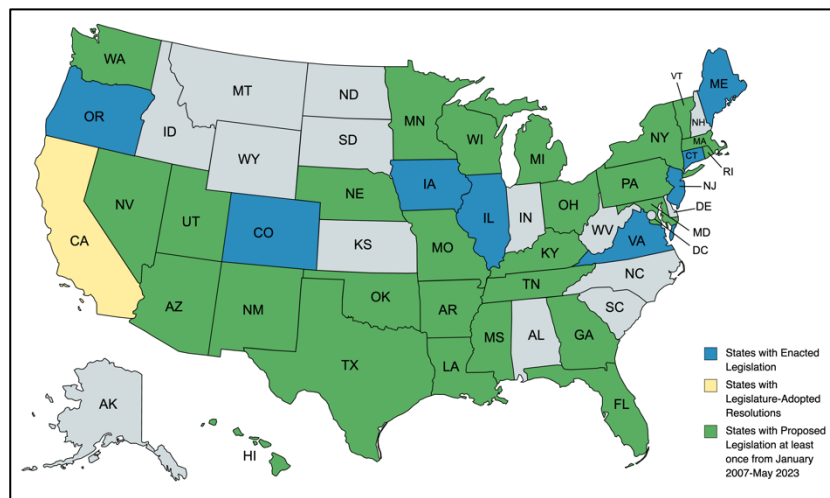 WA
OR
CA
NV
ID
MT
WY
UT
CO
AZ
NM
ND
SD
NE
KS
OK
TX
MN
IA
MO
AR
LA
WI
IL
MI
IN
OH
KY
TN
MS
AL
GA
FL
SC
NC
VA
WV
PA
NY
VT
NH
ME
MA
CT
RI
NJ
DE
MD
DC
AK
HI
States with Enacted
Legislation
States with
Legislature-Adopted
Resolutions
States with Proposed
Legislation at least
once from January
2007-May 2023